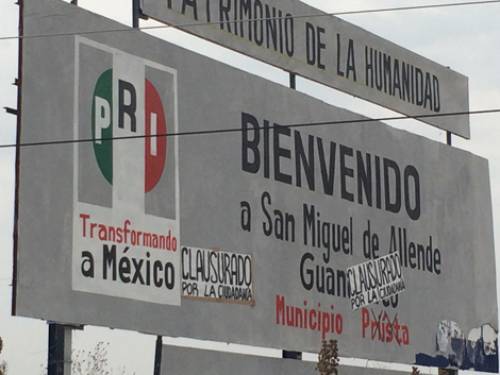 PATRIMONIO DE LA HUMANIDAD
PRI
Transformando
a México
BIENVENIDO
a San Miguel de Allende
CLAUSURADO
POR LA CIUDADANIA
CLAUSURADO
POR LA CIUDADANIA
Municipio Priísta